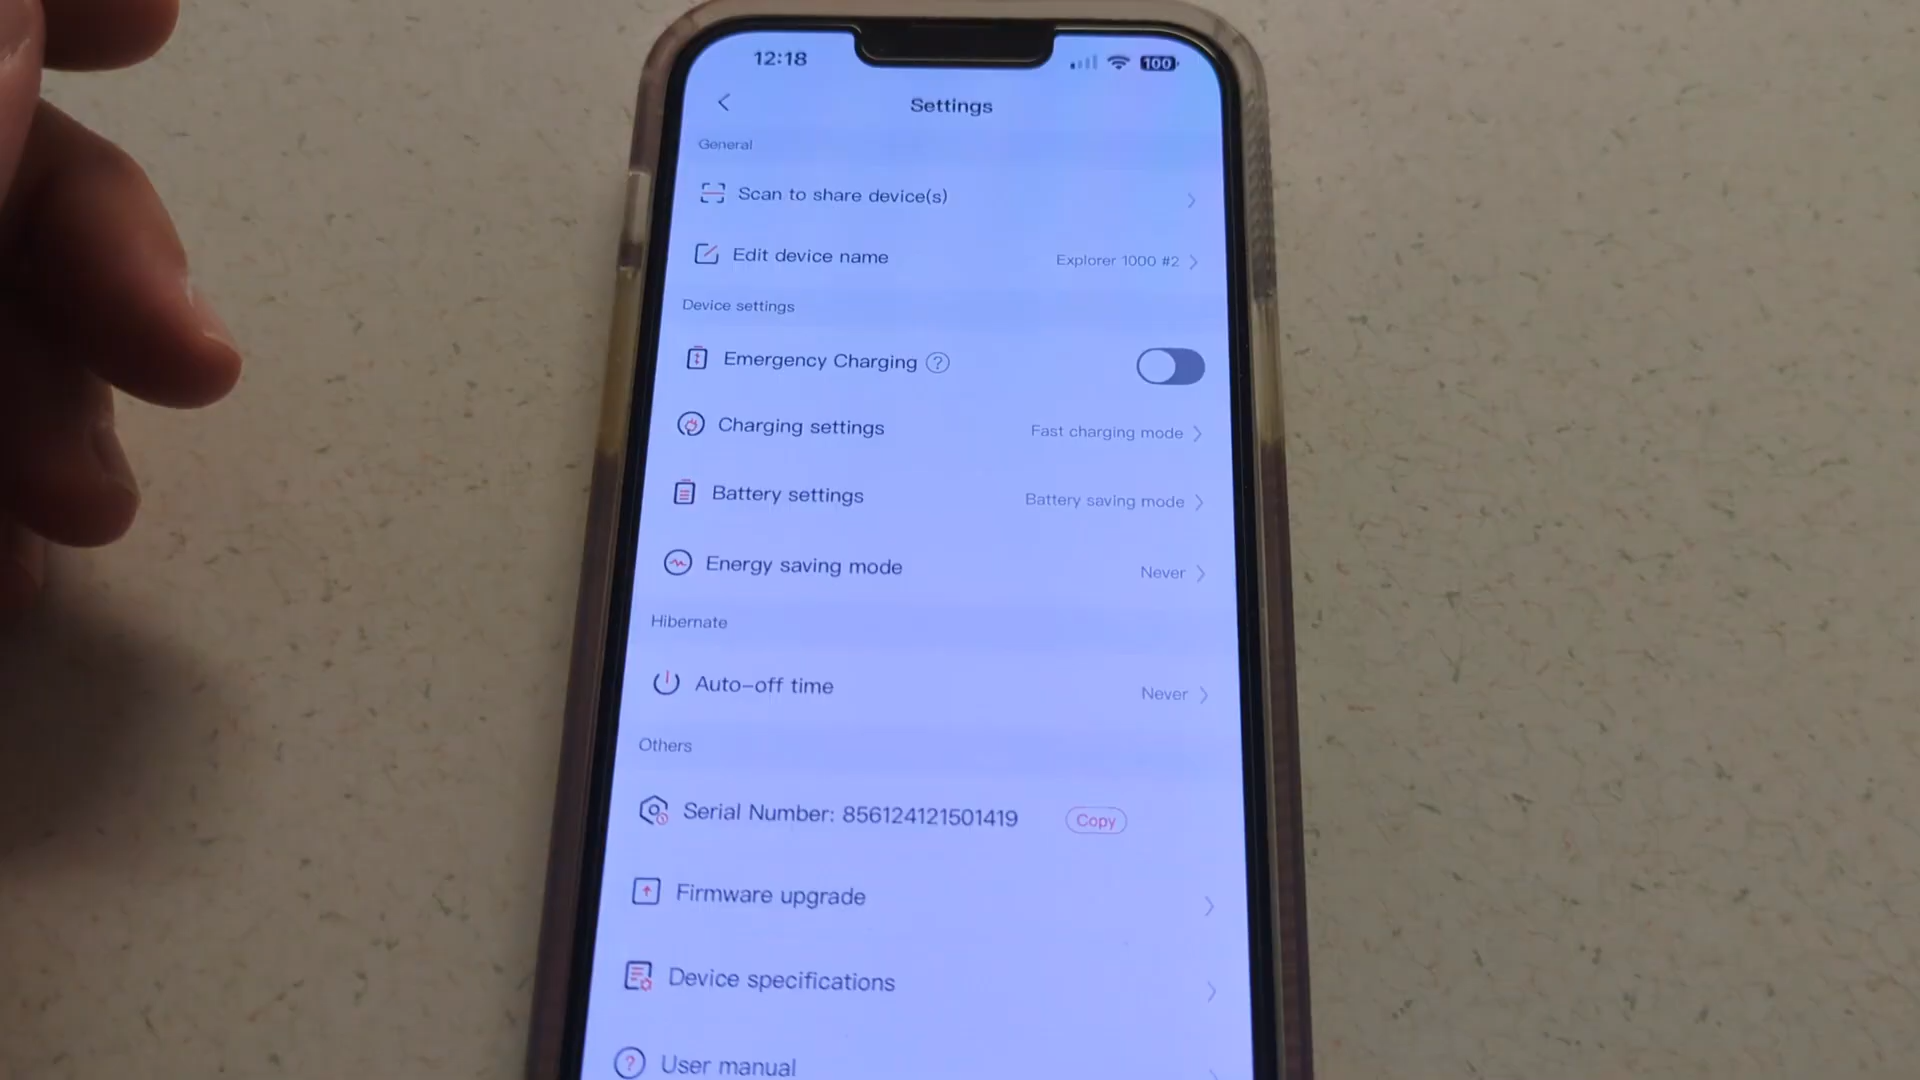 12:18
100
Settings
General
Scan to share device(s)
Edit device name Explorer 1000 #2
Device settings
Emergency Charging ?
Charging settings Fast charging mode
Battery settings Battery saving mode
Energy saving mode Never
Hibernate
Auto-off time Never
Others
Serial Number: 856124121501419 Copy
Firmware upgrade
Device specifications
? User manual